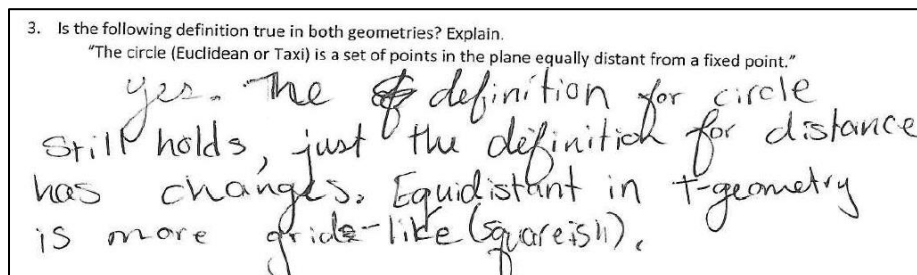 3. Is the following definition true in both geometries? Explain.
"The circle (Euclidean or Taxi) is a set of points in the plane equally distant from a fixed point."
yes. The definition for circle
still holds, just the definition for distance
has changes. Equidistant in t-geometry
is more gride-like (squareish).